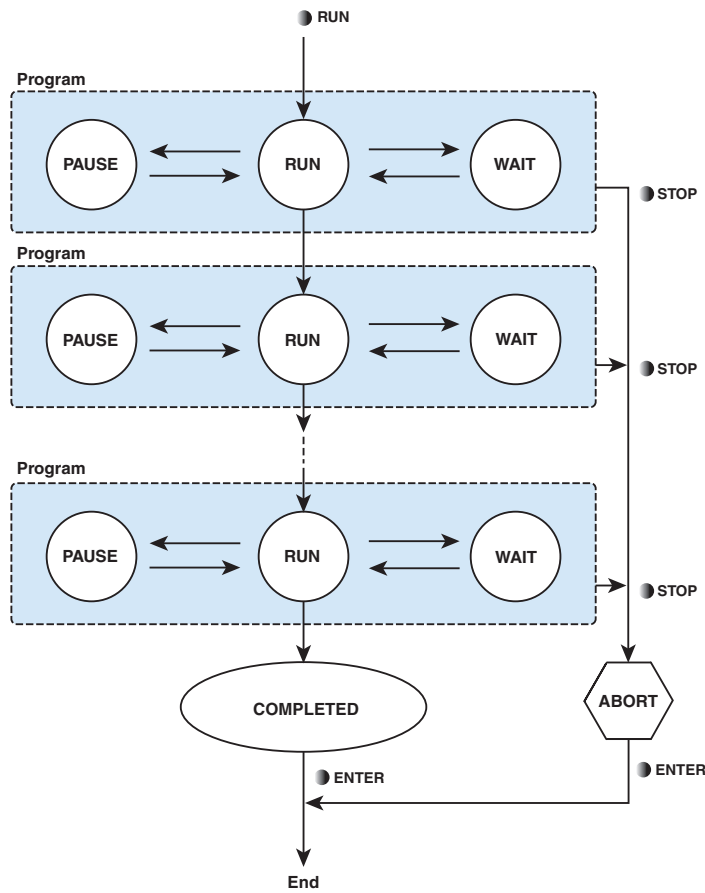 RUN
Program
PAUSE
RUN
WAIT
STOP
Program
PAUSE
RUN
WAIT
STOP
Program
PAUSE
RUN
WAIT
STOP
COMPLETED
ABORT
ENTER
ENTER
End